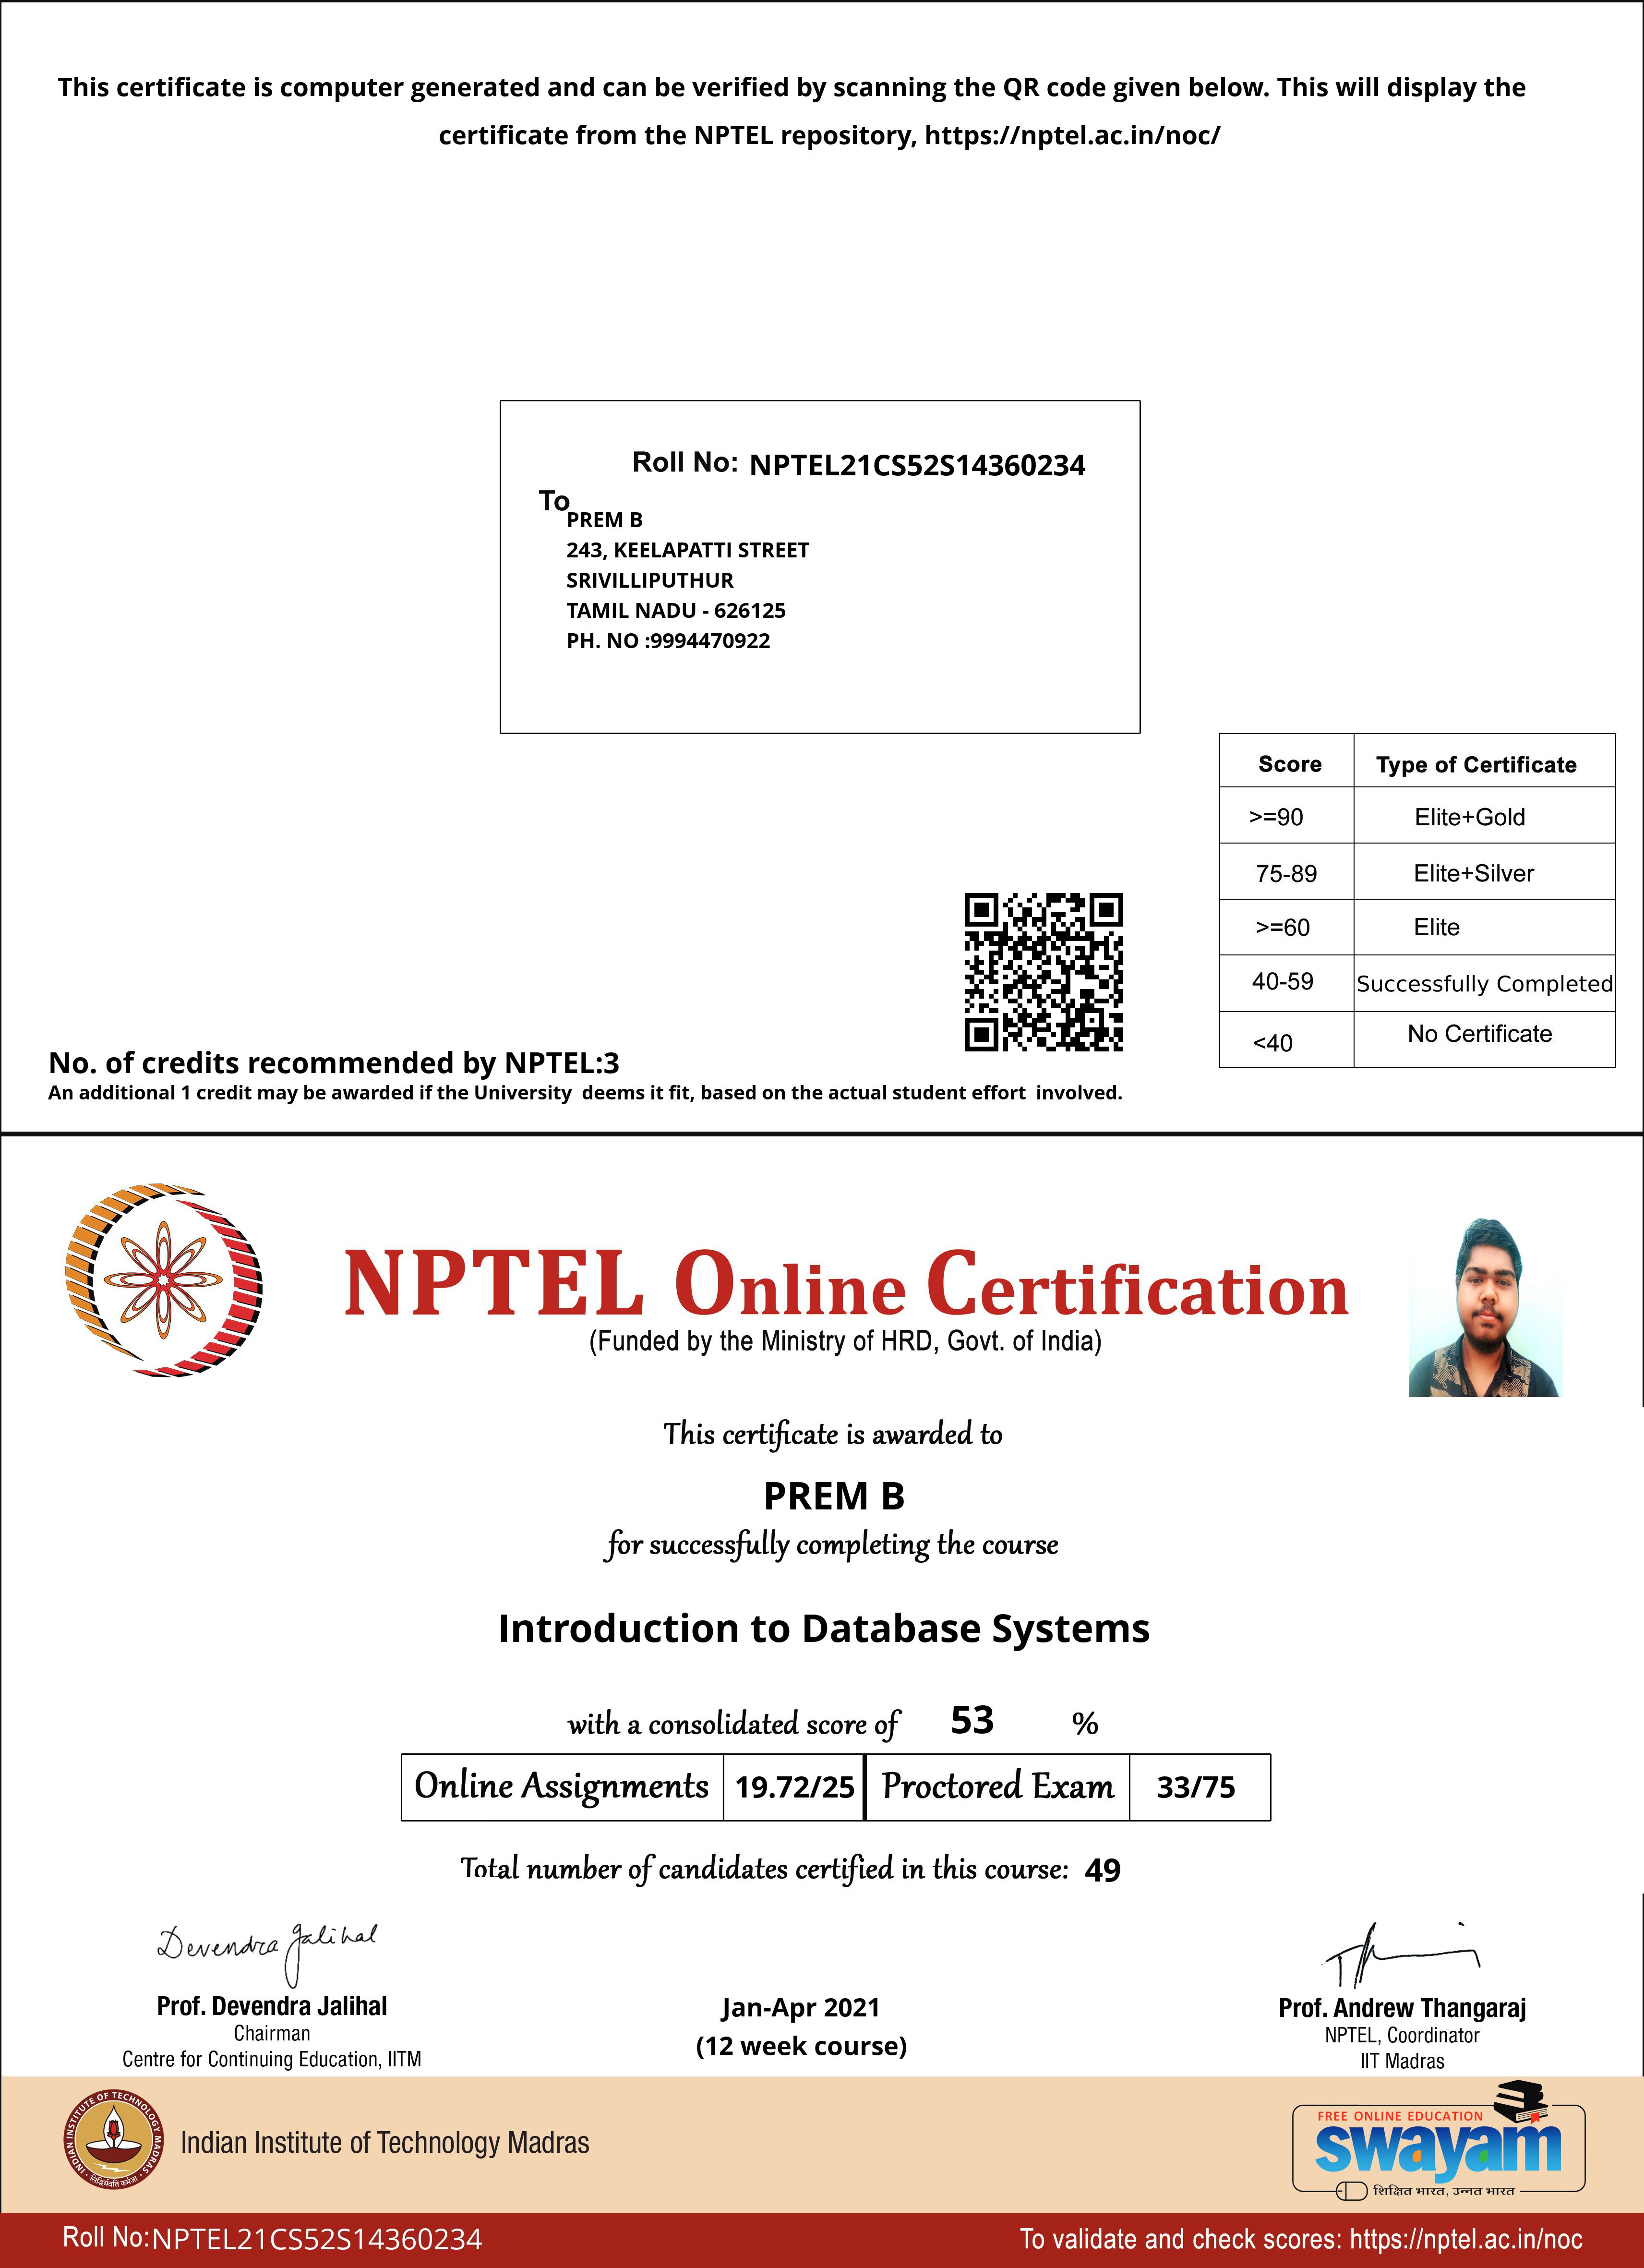 This certificate is computer generated and can be verified by scanning the QR code given below. This will display the
certificate from the NPTEL repository, https://nptel.ac.in/noc/
Roll No: NPTEL21CS52S14360234
To
PREM B
243, KEELAPATTI STREET
SRIVILLIPUTHUR
TAMIL NADU - 626125
PH. NO :9994470922
Score Type of Certificate
>=90 Elite+Gold
75-89 Elite+Silver
>=60 Elite
40-59 Successfully Completed
<40 No Certificate
No. of credits recommended by NPTEL:3
An additional 1 credit may be awarded if the University deems it fit, based on the actual student effort involved.
NPTEL Online Certification
(Funded by the Ministry of HRD, Govt. of India)
This certificate is awarded to
PREM B
for successfully completing the course
Introduction to Database Systems
with a consolidated score of 53 %
Online Assignments 19.72/25 Proctored Exam 33/75
Total number of candidates certified in this course: 49
Devendra Jalihal
Prof. Devendra Jalihal
Chairman
Centre for Continuing Education, IITM
Jan-Apr 2021
(12 week course)
Prof. Andrew Thangaraj
NPTEL, Coordinator
IIT Madras
INDIAN INSTITUTE OF TECHNOLOGY MADRAS
सिद्धिर्भवति कर्मजा
Indian Institute of Technology Madras
FREE ONLINE EDUCATION
swayam
शिक्षित भारत, उन्नत भारत
Roll No:NPTEL21CS52S14360234
To validate and check scores: https://nptel.ac.in/noc